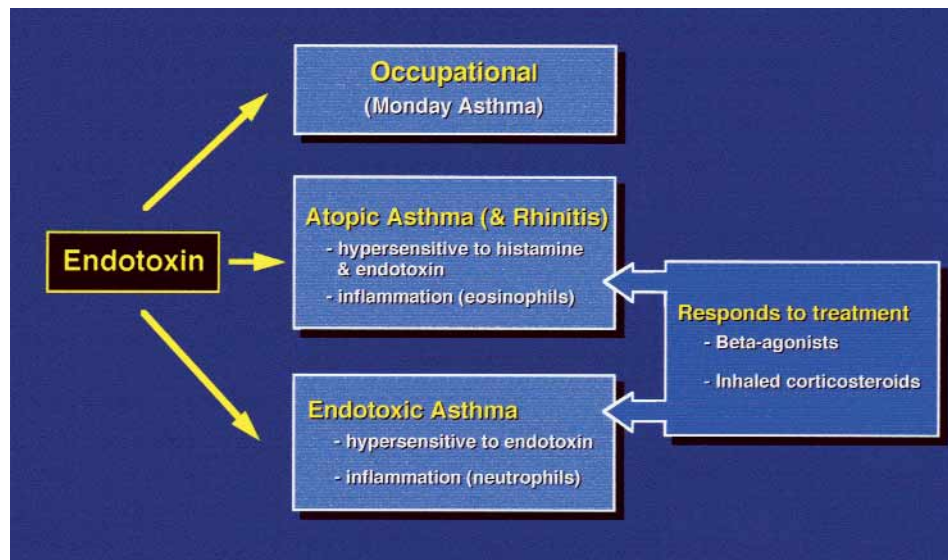 Occupational
(Monday Asthma)
Endotoxin
Atopic Asthma (& Rhinitis)
- hypersensitive to histamine
& endotoxin
- inflammation (eosinophils)
Endotoxic Asthma
- hypersensitive to endotoxin
- inflammation (neutrophils)
Responds to treatment
- Beta-agonists
- Inhaled corticosteroids